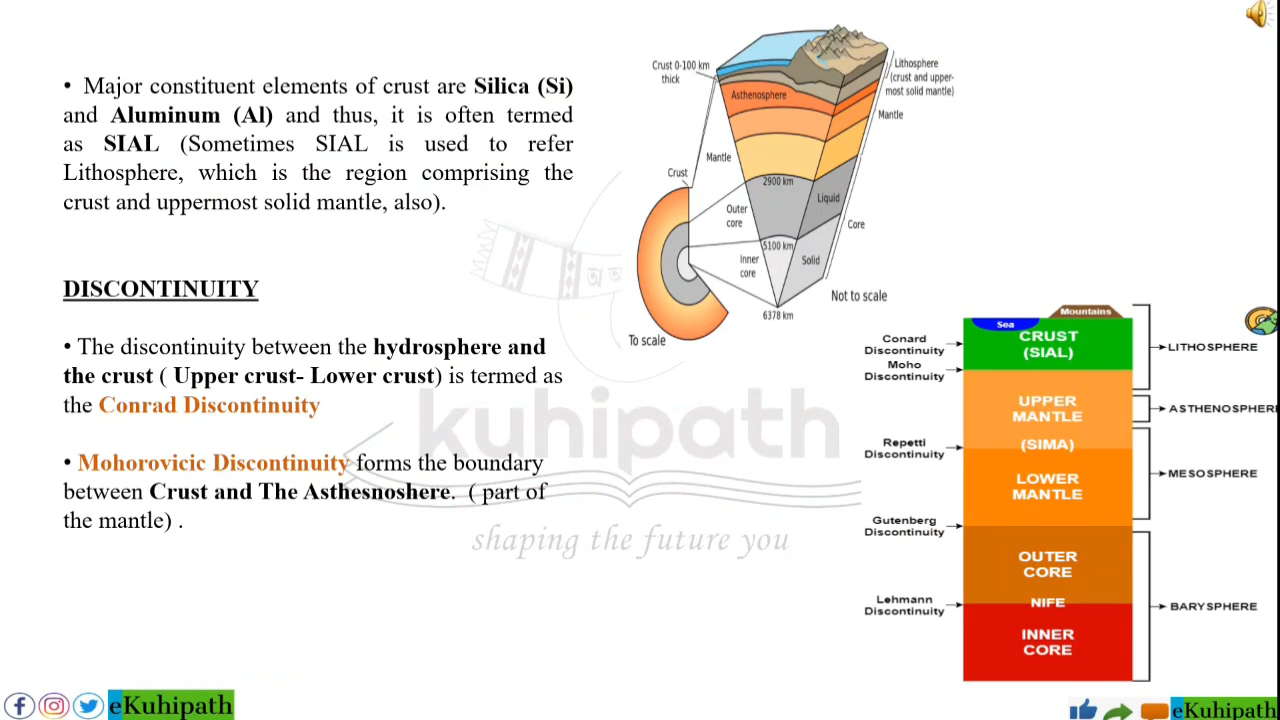 • Major constituent elements of crust are Silica (Si)
and Aluminum (Al) and thus, it is often termed
as SIAL (Sometimes SIAL is used to refer
Lithosphere, which is the region comprising the
crust and uppermost solid mantle, also).
DISCONTINUITY
• The discontinuity between the hydrosphere and
the crust ( Upper crust- Lower crust) is termed as
the Conrad Discontinuity
• Mohorovicic Discontinuity forms the boundary
between Crust and The Asthesnoshere. ( part of
the mantle) .
Crust 0-100 km
thick
Asthenosphere
Lithosphere
(crust and upper-
most solid mantle)
Mantle
Mantle
Crust
2900 km
Liquid
Outer
core
Core
5100 km
Inner
core
Solid
Not to scale
6378 km
To scale
Mountains
Sea
CRUST
(SIAL)
Conard
Discontinuity
Moho
Discontinuity
LITHOSPHERE
UPPER
MANTLE
ASTHENOSPHERE
(SIMA)
Repetti
Discontinuity
LOWER
MANTLE
MESOSPHERE
Gutenberg
Discontinuity
OUTER
CORE
Lehmann
Discontinuity
NIFE
BARYSPHERE
INNER
CORE
kuhipath
shaping the future you
eKuhipath
eKuhipath